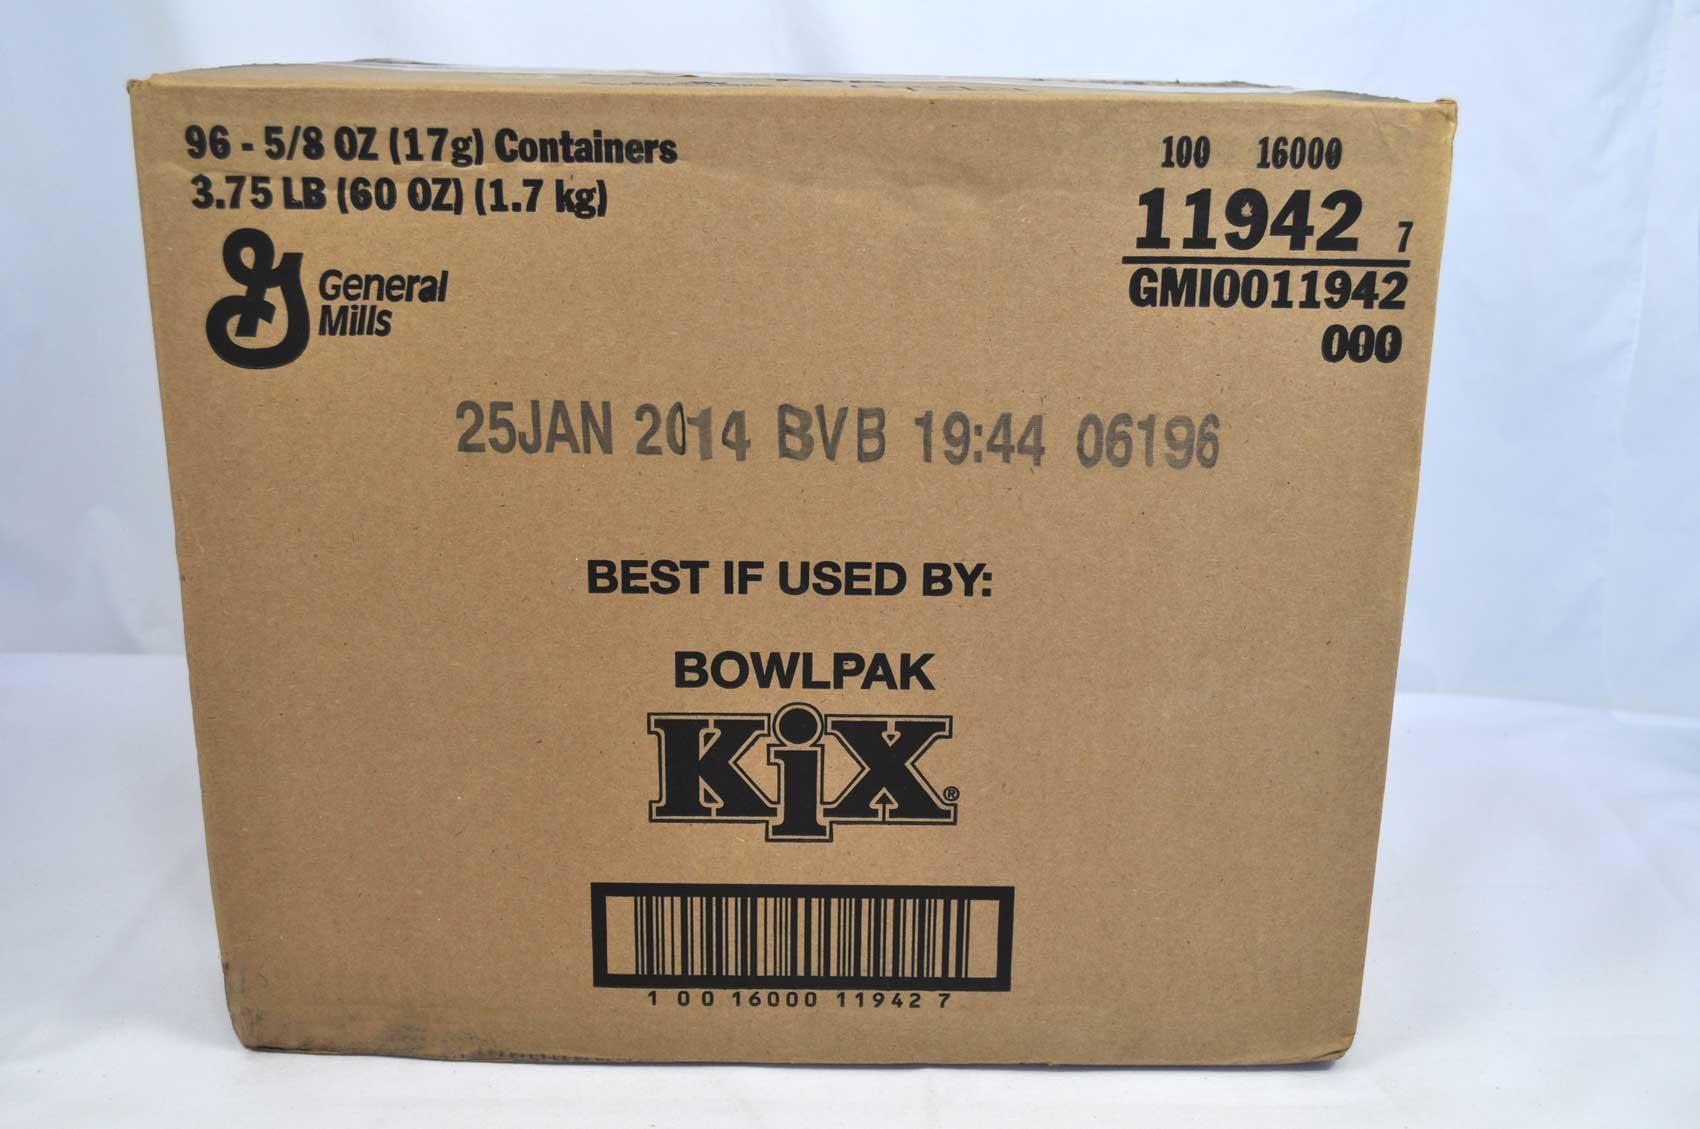 96 - 5/8 OZ (17g) Containers
3.75 LB (60 OZ) (1.7 kg)
General
Mills
100 16000
11942 7
GMI0011942
000
25JAN 2014 BVB 19:44 06196
BEST IF USED BY:
BOWLPAK
KiX®
1 00 16000 11942 7